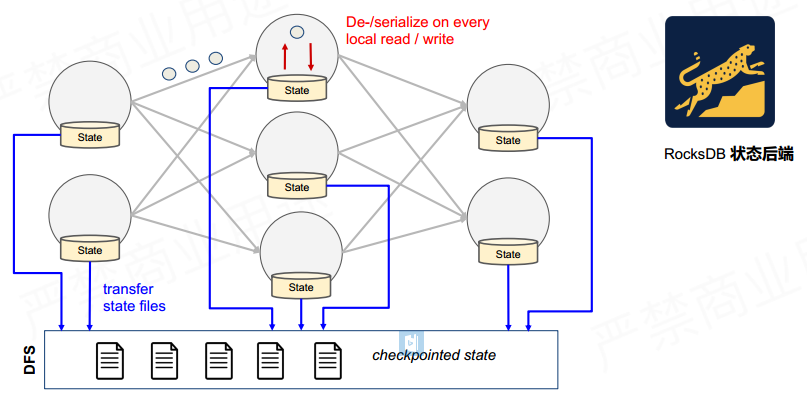 De-/serialize on every
local read / write
State
State
State
State
State
State
State
RocksDB 状态后端
transfer
state files
DFS
checkpointed state
严禁商业用途